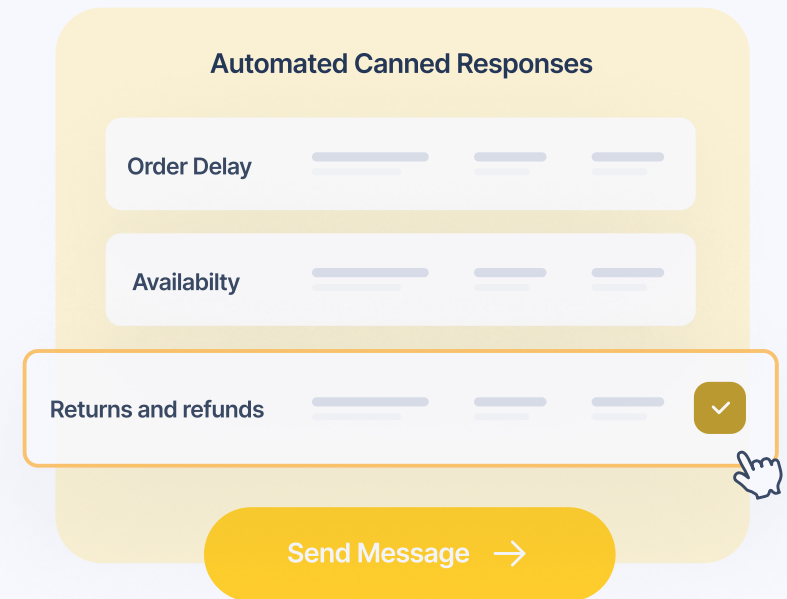 Automated Canned Responses
Order Delay
Availabilty
Returns and refunds
Send Message